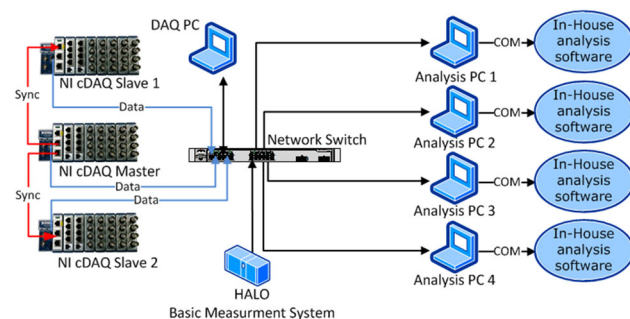 DAQ PC
NI cDAQ Slave 1
Sync
Data
NI cDAQ Master
Data
Sync
NI cDAQ Slave 2
Data
Network Switch
HALO
Basic Measurment System
Analysis PC 1
COM
In-House
analysis
software
Analysis PC 2
COM
In-House
analysis
software
Analysis PC 3
COM
In-House
analysis
software
Analysis PC 4
COM
In-House
analysis
software